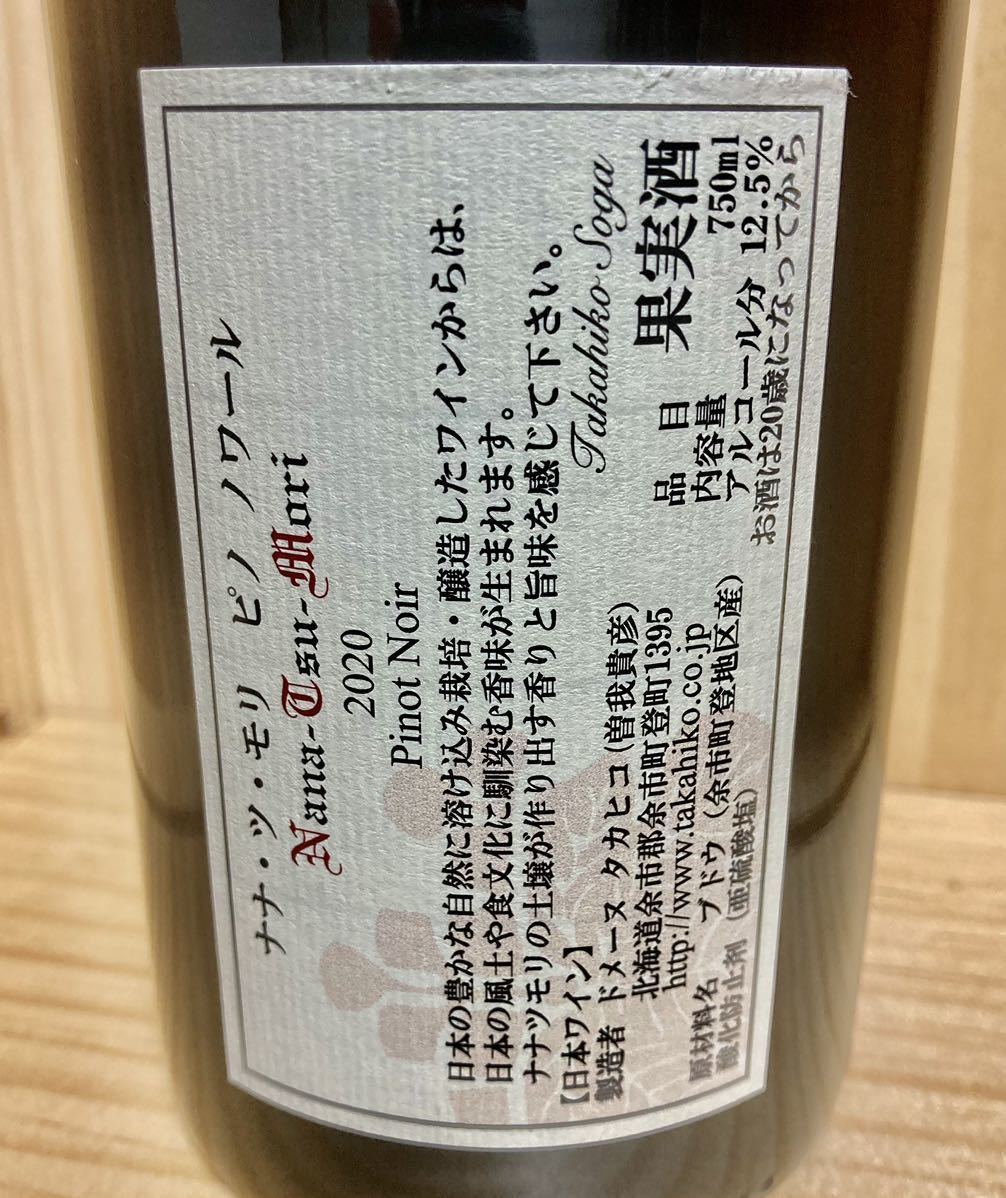 ナナ・ツ・モリ ピノ ノワール
Nana-Tsu-Mori
2020
Pinot Noir
日本の豊かな自然に溶け込み栽培・醸造したワインからは、
日本の風土や食文化に馴染む香味が生まれます。
ナナツモリの土壌が作り出す香りと旨味を感じて下さい。
Takahiko Soga
【日本ワイン】
製造者 ドメーヌ タカヒコ(曽我貴彦)
北海道余市郡余市町登町1395
http://www.takahiko.co.jp
原材料名 ブドウ (余市町登地区産)
酸化防止剤 (亜硫酸塩)
品目 果実酒
内容量 750ml
アルコール分 12.5%
お酒は20歳になってから